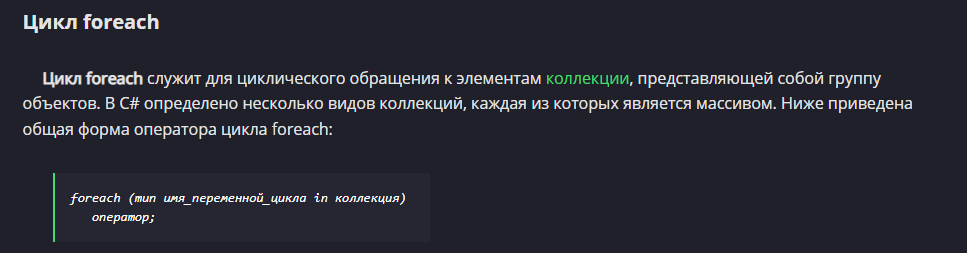 Цикл foreach
Цикл foreach служит для циклического обращения к элементам коллекции, представляющей собой группу
объектов. В C# определено несколько видов коллекций, каждая из которых является массивом. Ниже приведена
общая форма оператора цикла foreach:
foreach (тип имя_переменной_цикла in коллекция)
оператор;